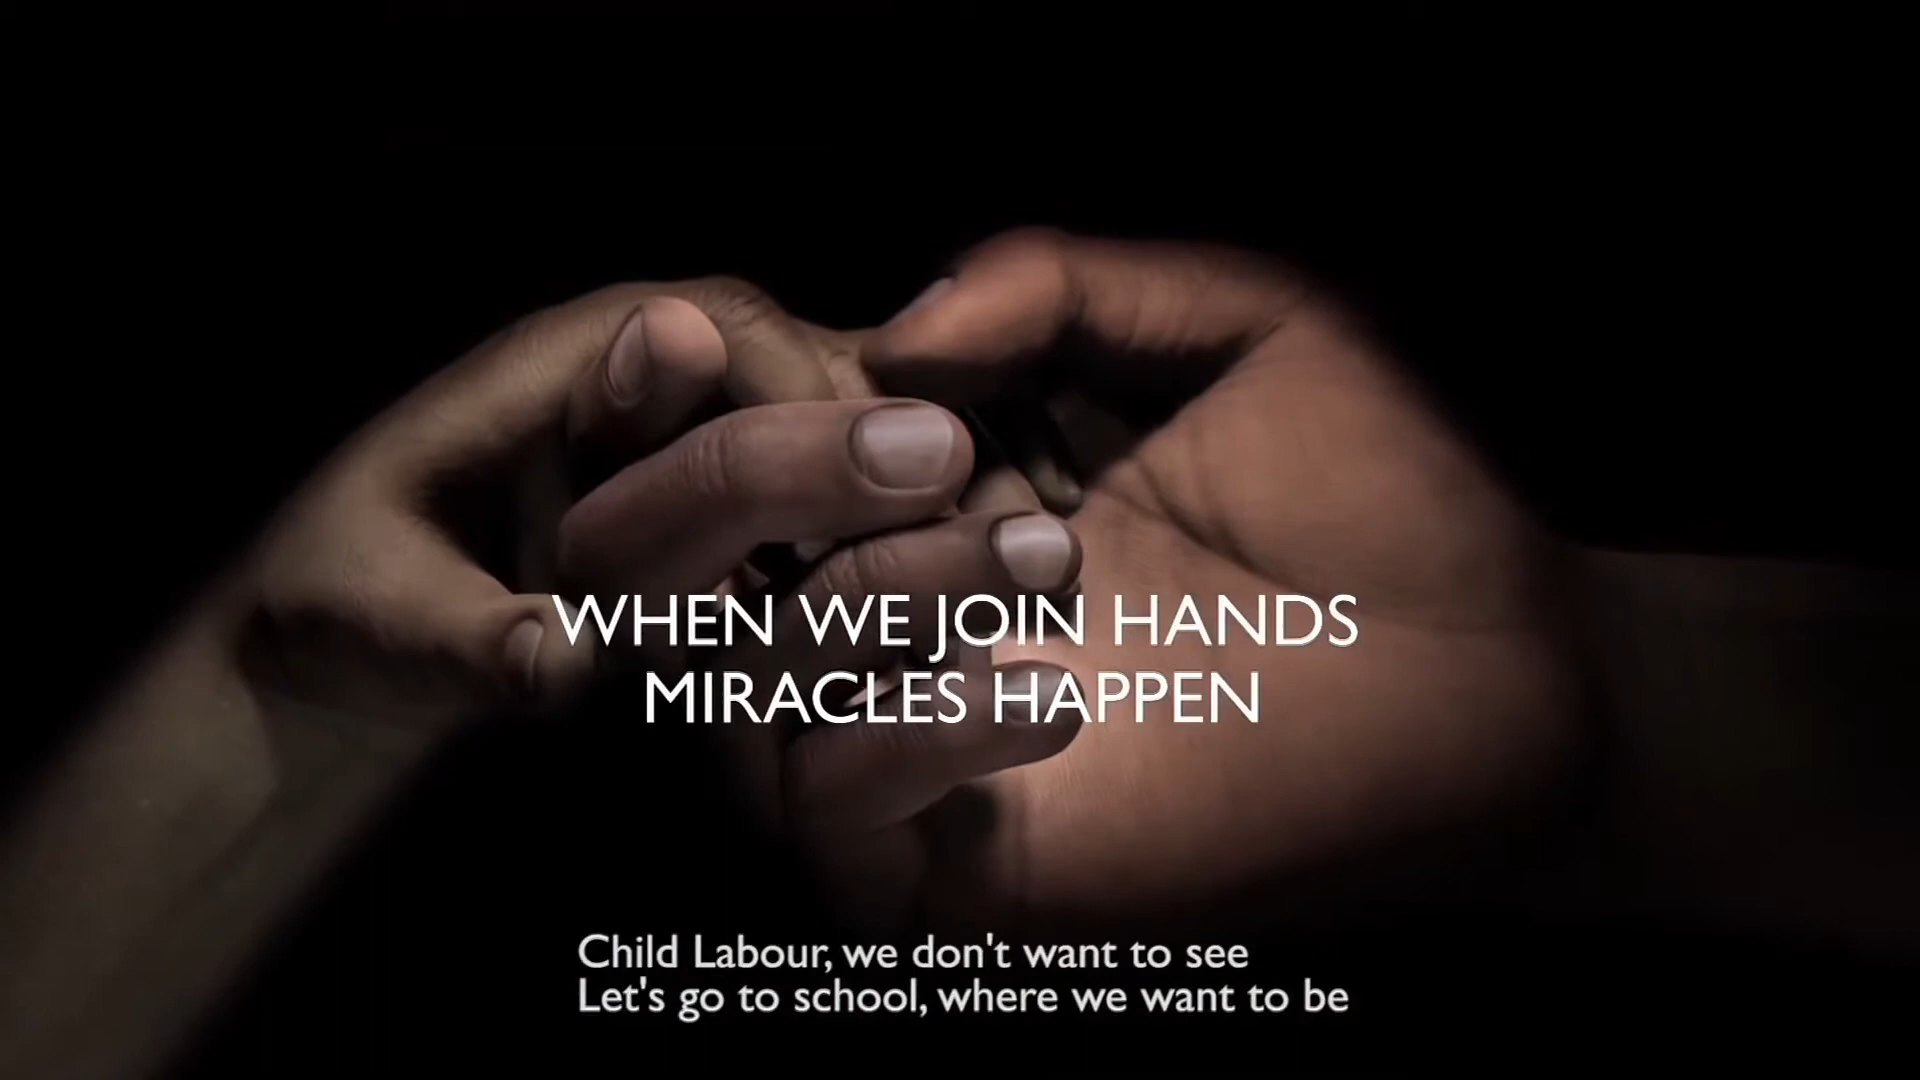 WHEN WE JOIN HANDS
MIRACLES HAPPEN
Child Labour, we don't want to see
Let's go to school, where we want to be